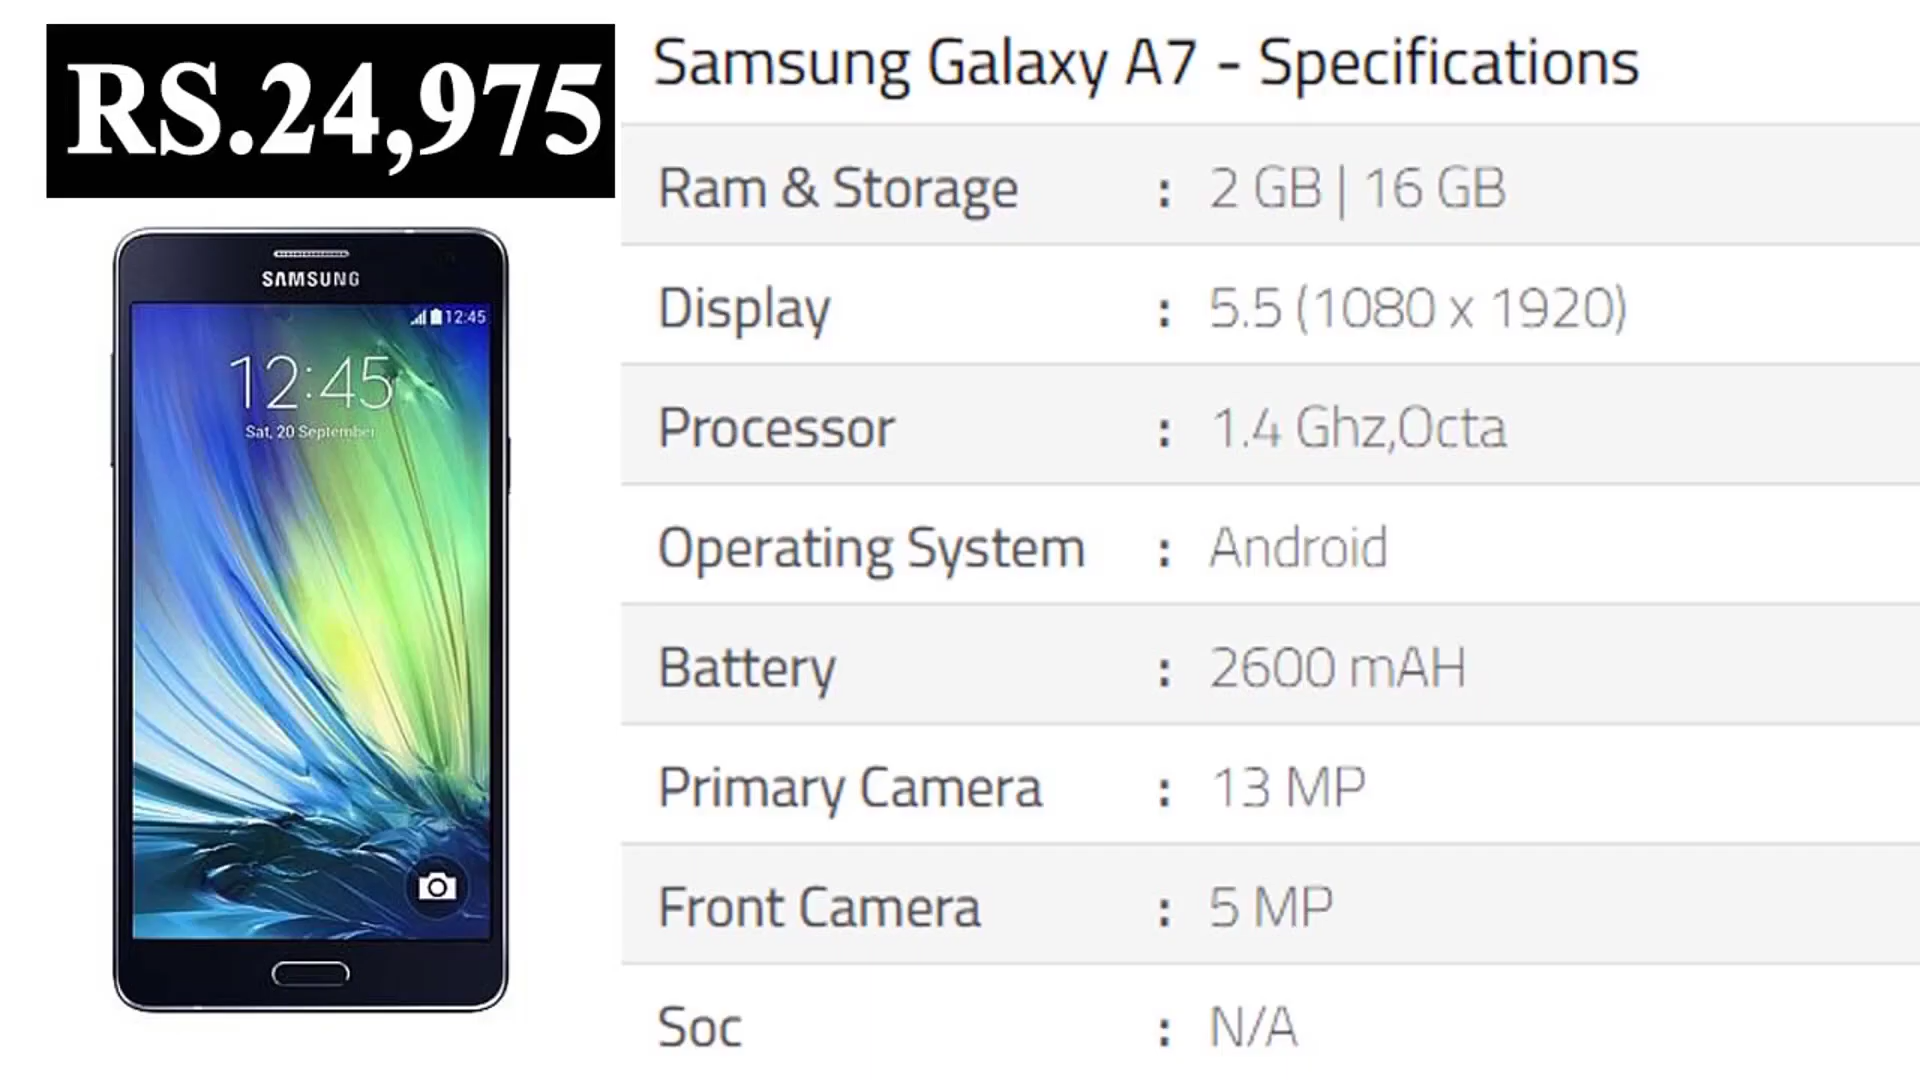 RS.24,975
SAMSUNG
12:45
12:45
Sat, 20 September
Samsung Galaxy A7 - Specifications
Ram & Storage : 2 GB | 16 GB
Display : 5.5 (1080 x 1920)
Processor : 1.4 Ghz,Octa
Operating System : Android
Battery : 2600 mAH
Primary Camera : 13 MP
Front Camera : 5 MP
Soc : N/A